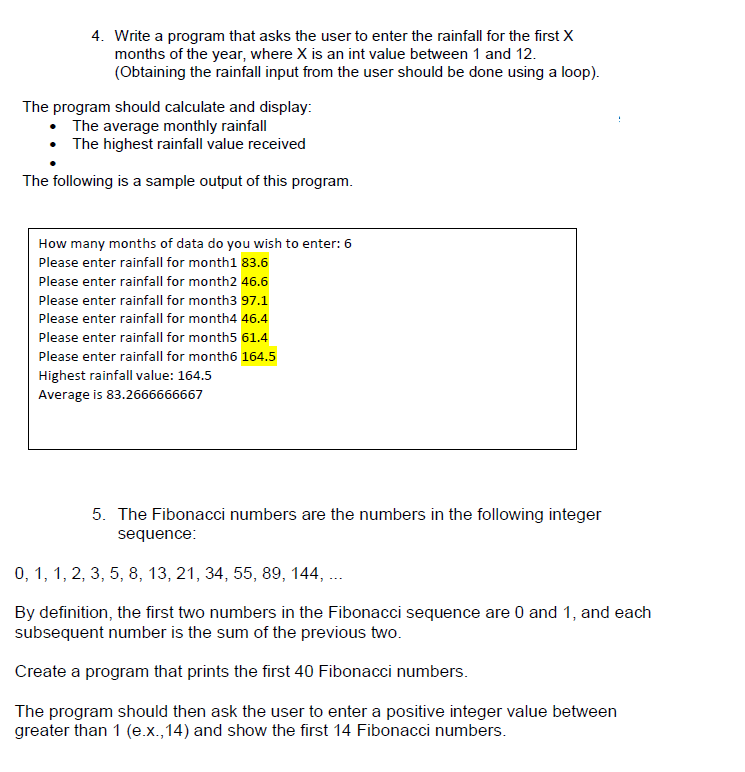 4. Write a program that asks the user to enter the rainfall for the first X
months of the year, where X is an int value between 1 and 12.
(Obtaining the rainfall input from the user should be done using a loop).
The program should calculate and display:
• The average monthly rainfall
• The highest rainfall value received
•
The following is a sample output of this program.
How many months of data do you wish to enter: 6
Please enter rainfall for month1 83.6
Please enter rainfall for month2 46.6
Please enter rainfall for month3 97.1
Please enter rainfall for month4 46.4
Please enter rainfall for month5 61.4
Please enter rainfall for month6 164.5
Highest rainfall value: 164.5
Average is 83.2666666667
5. The Fibonacci numbers are the numbers in the following integer
sequence:
0, 1, 1, 2, 3, 5, 8, 13, 21, 34, 55, 89, 144, ...
By definition, the first two numbers in the Fibonacci sequence are 0 and 1, and each
subsequent number is the sum of the previous two.
Create a program that prints the first 40 Fibonacci numbers.
The program should then ask the user to enter a positive integer value between
greater than 1 (e.x.,14) and show the first 14 Fibonacci numbers.